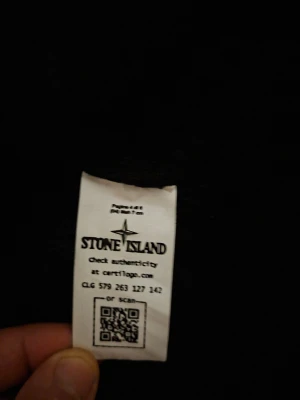 STONE ISLAND
check authenticity
at certilogo.com
CLG 579 263 127 142
or scan